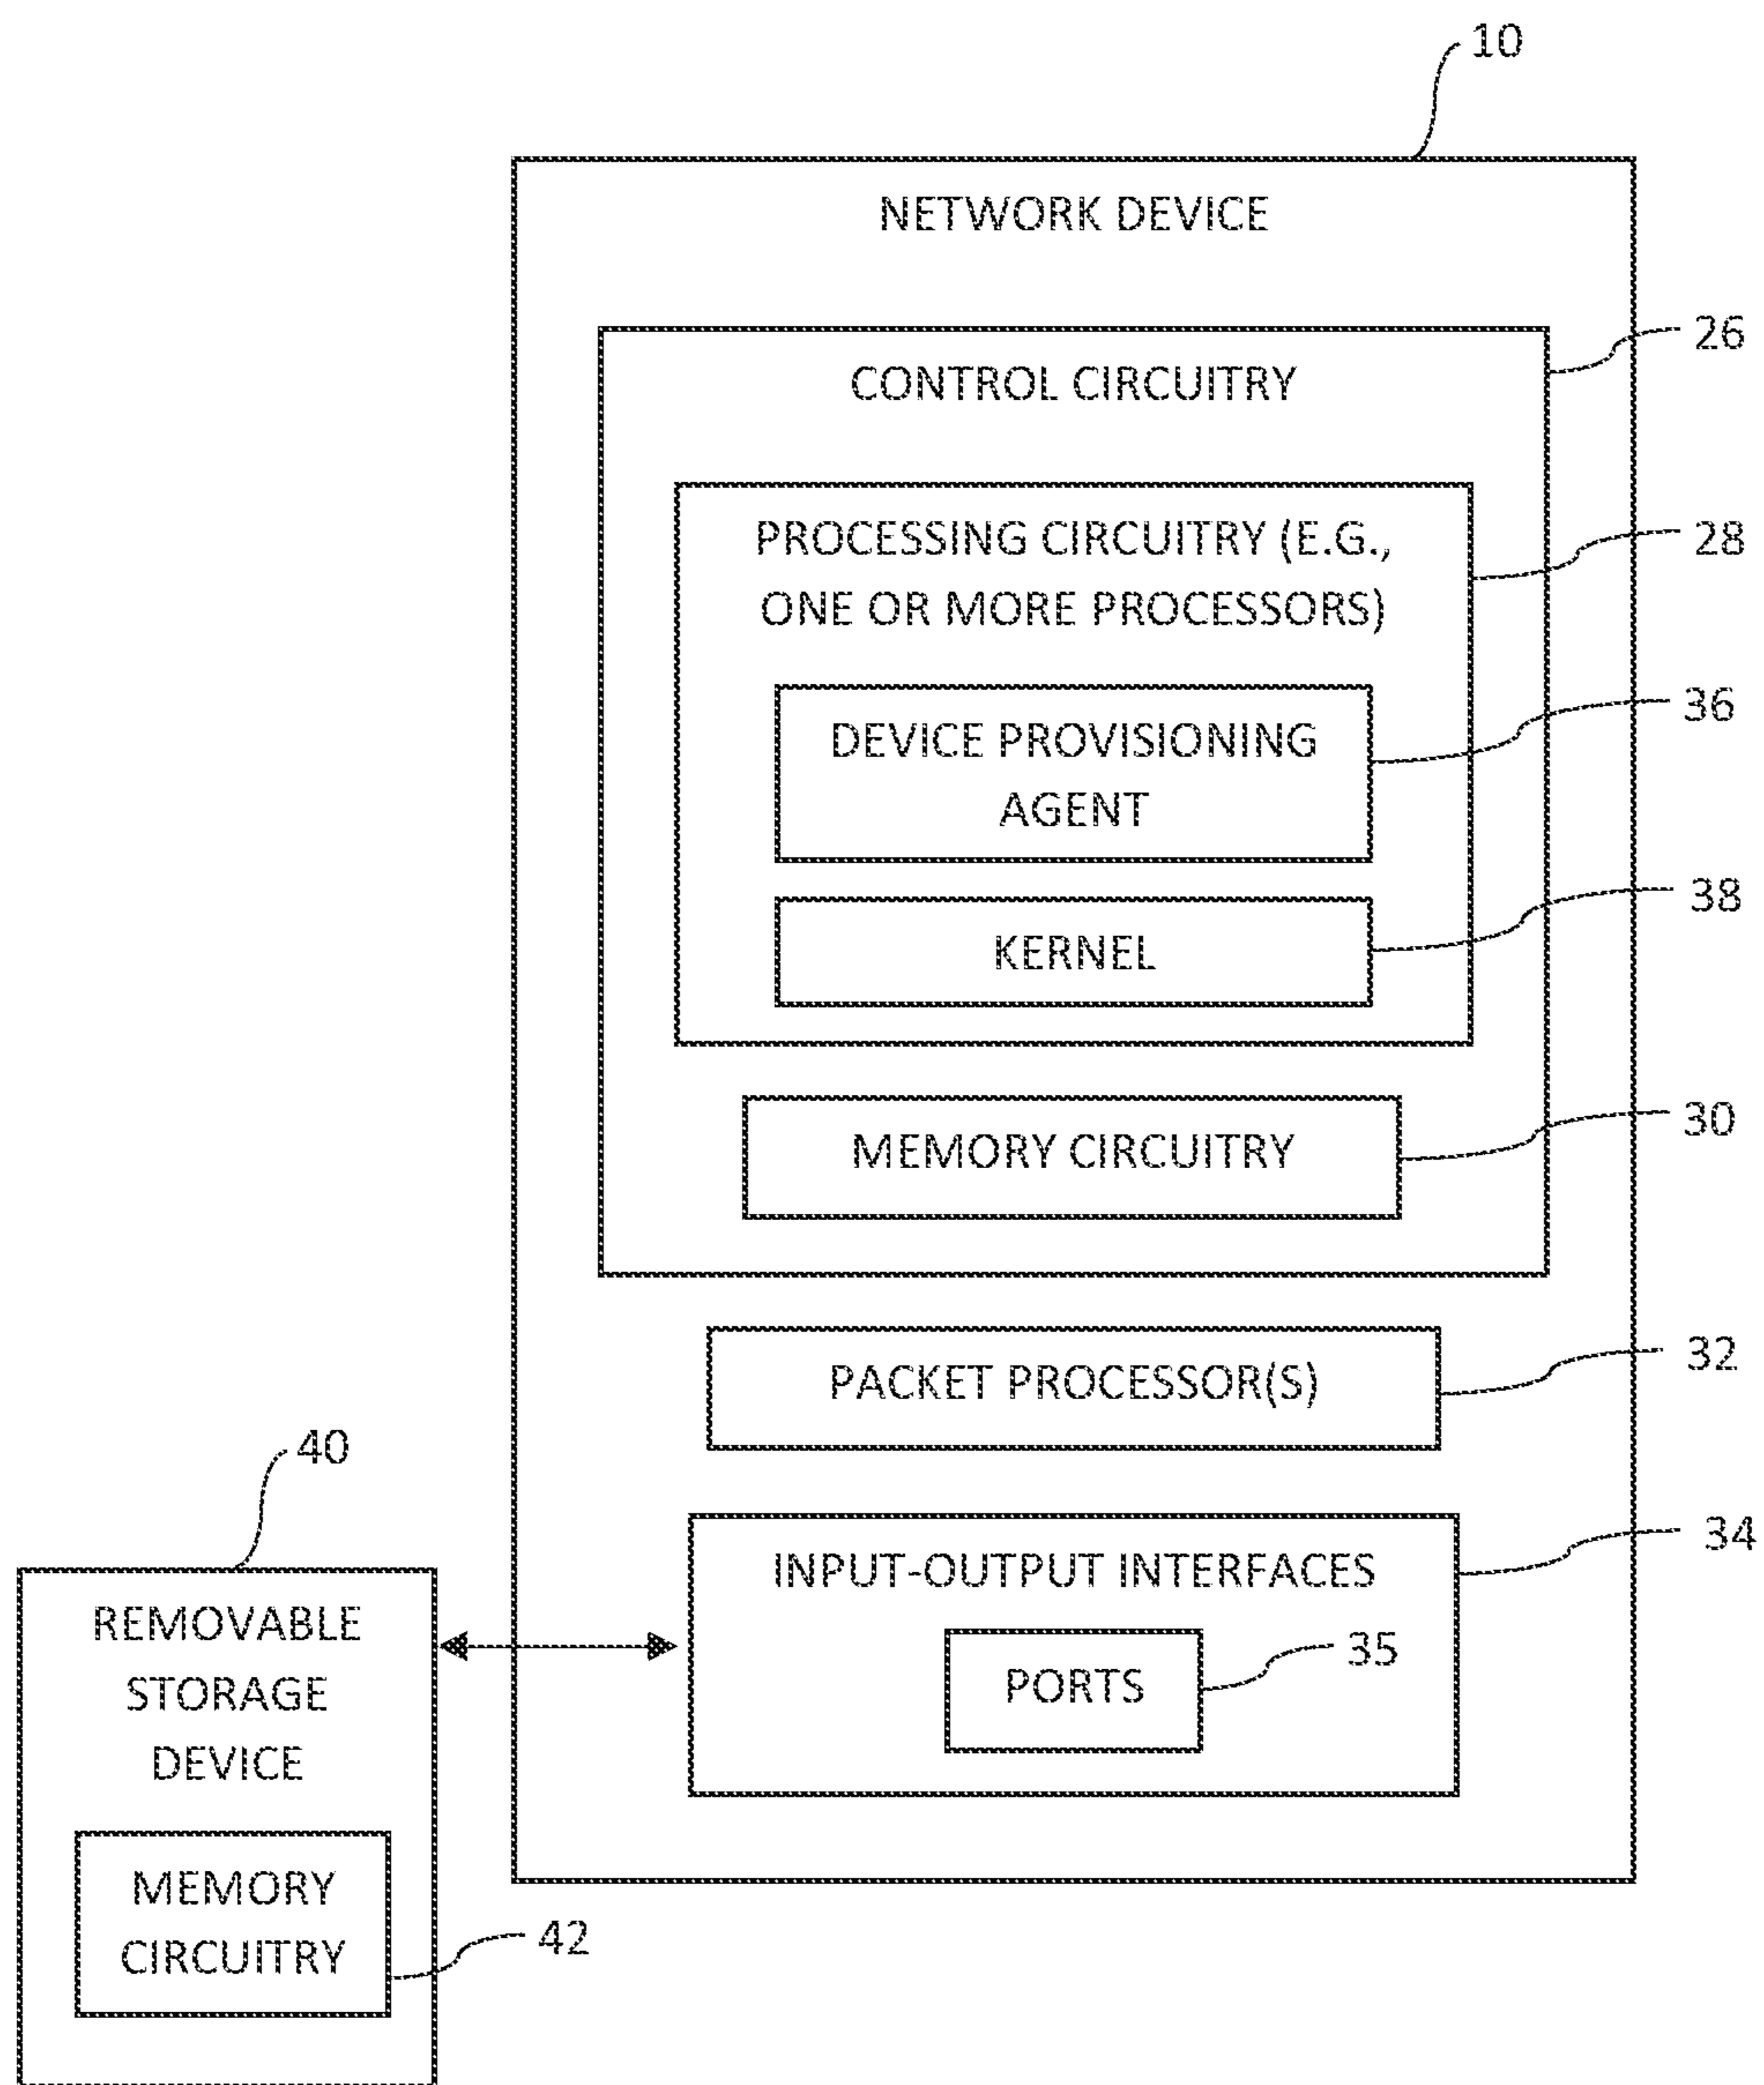 10
NETWORK DEVICE
26
CONTROL CIRCUITRY
PROCESSING CIRCUITRY (E.G.,
28
ONE OR MORE PROCESSORS)
36
DEVICE PROVISIONING
AGENT
38
KERNEL
30
MEMORY CIRCUITRY
32
PACKET PROCESSOR(S)
40
34
INPUT-OUTPUT INTERFACES
REMOVABLE
STORAGE
DEVICE
35
PORTS
MEMORY
CIRCUITRY
42